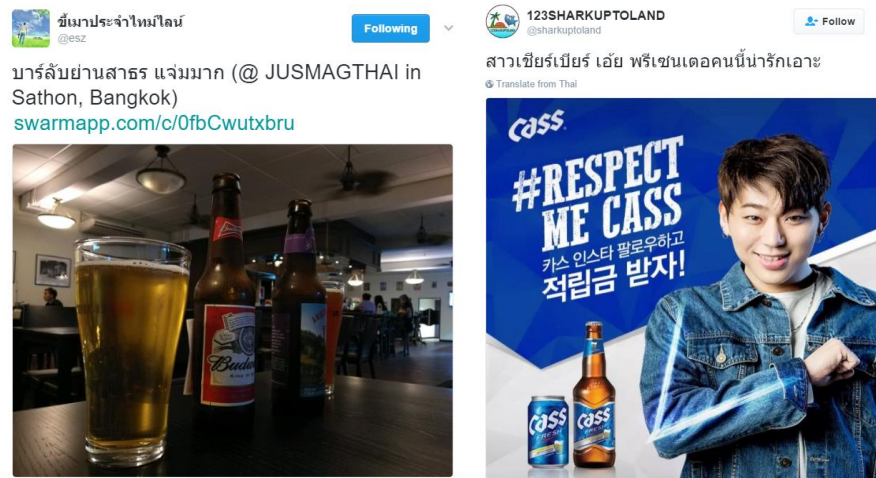 ขี้เมาประจำไทม์ไลน์
@esz
Following
บาร์ลับย่านสาธร แจ่มมาก (@ JUSMAGTHAI in
Sathon, Bangkok)
swarmapp.com/c/0fbCwutxbru
Budw
123SHARKUPTOLAND
@sharkuptoland
Follow
สาวเชียร์เบียร์ เอ้ย พรีเซนเตอคนนี้น่ารักเอาะ
Translate from Thai
Cass
#RESPECT
ME CASS
카스 인스타 팔로우하고
적립금 받자!
Cass
FRESH
Cass
FRESH